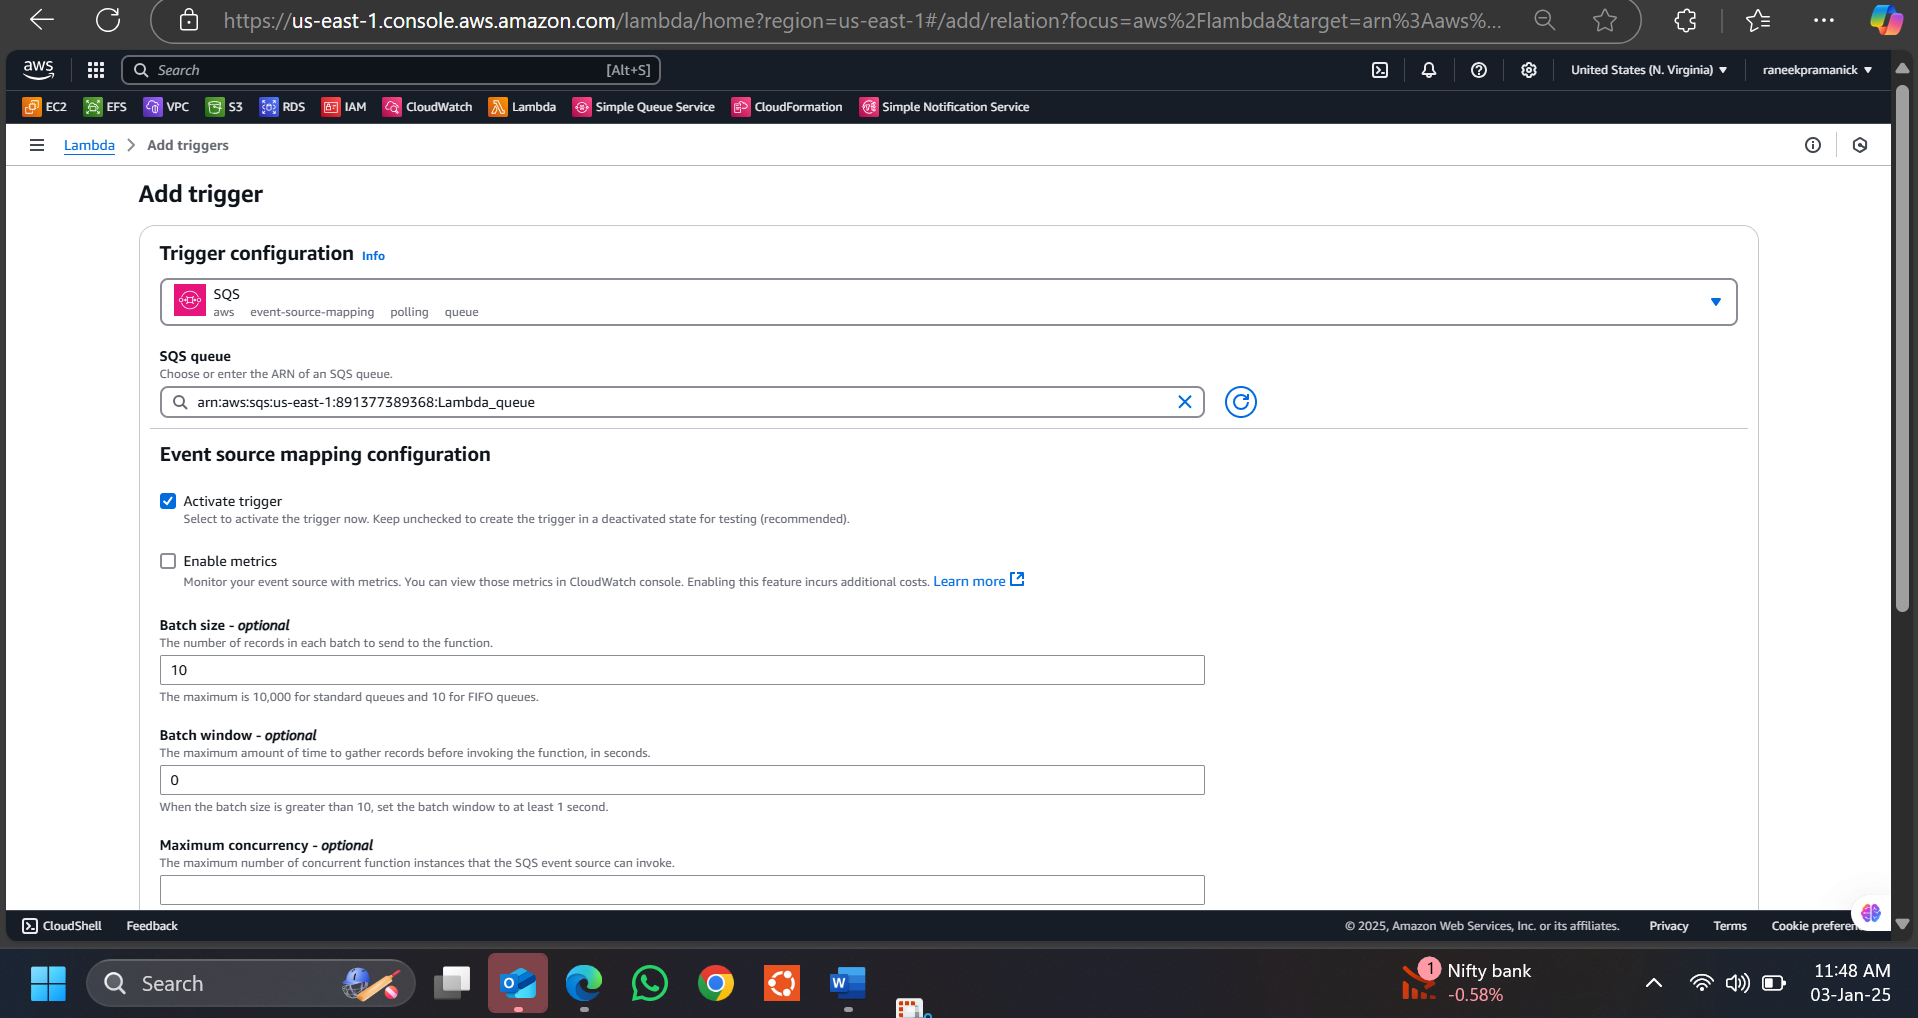 https://us-east-1.console.aws.amazon.com/lambda/home?region=us-east-1#/add/relation?focus=aws%2Flambda&target=arn%3Aaws%...
aws
Search [Alt+S]
United States (N. Virginia) ▼
raneekpramanick ▼
EC2 EFS VPC S3 RDS IAM CloudWatch Lambda Simple Queue Service CloudFormation Simple Notification Service
Lambda > Add triggers
Add trigger
Trigger configuration Info
SQS
aws event-source-mapping polling queue
SQS queue
Choose or enter the ARN of an SQS queue.
arn:aws:sqs:us-east-1:891377389368:Lambda_queue
Event source mapping configuration
Activate trigger
Select to activate the trigger now. Keep unchecked to create the trigger in a deactivated state for testing (recommended).
Enable metrics
Monitor your event source with metrics. You can view those metrics in CloudWatch console. Enabling this feature incurs additional costs. Learn more
Batch size - optional
The number of records in each batch to send to the function.
10
The maximum is 10,000 for standard queues and 10 for FIFO queues.
Batch window - optional
The maximum amount of time to gather records before invoking the function, in seconds.
0
When the batch size is greater than 10, set the batch window to at least 1 second.
Maximum concurrency - optional
The maximum number of concurrent function instances that the SQS event source can invoke.
CloudShell Feedback © 2025, Amazon Web Services, Inc. or its affiliates. Privacy Terms Cookie preferen
Search
1
Nifty bank
-0.58%
11:48 AM
03-Jan-25